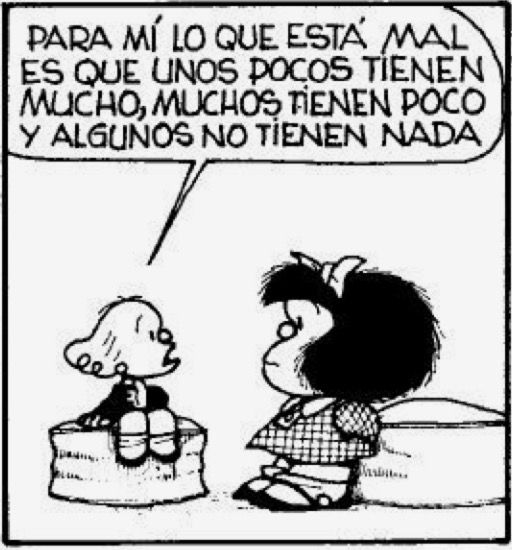 PARA MÍ LO QUE ESTÁ MAL
ES QUE UNOS POCOS TIENEN
MUCHO, MUCHOS TIENEN POCO
Y ALGUNOS NO TIENEN NADA